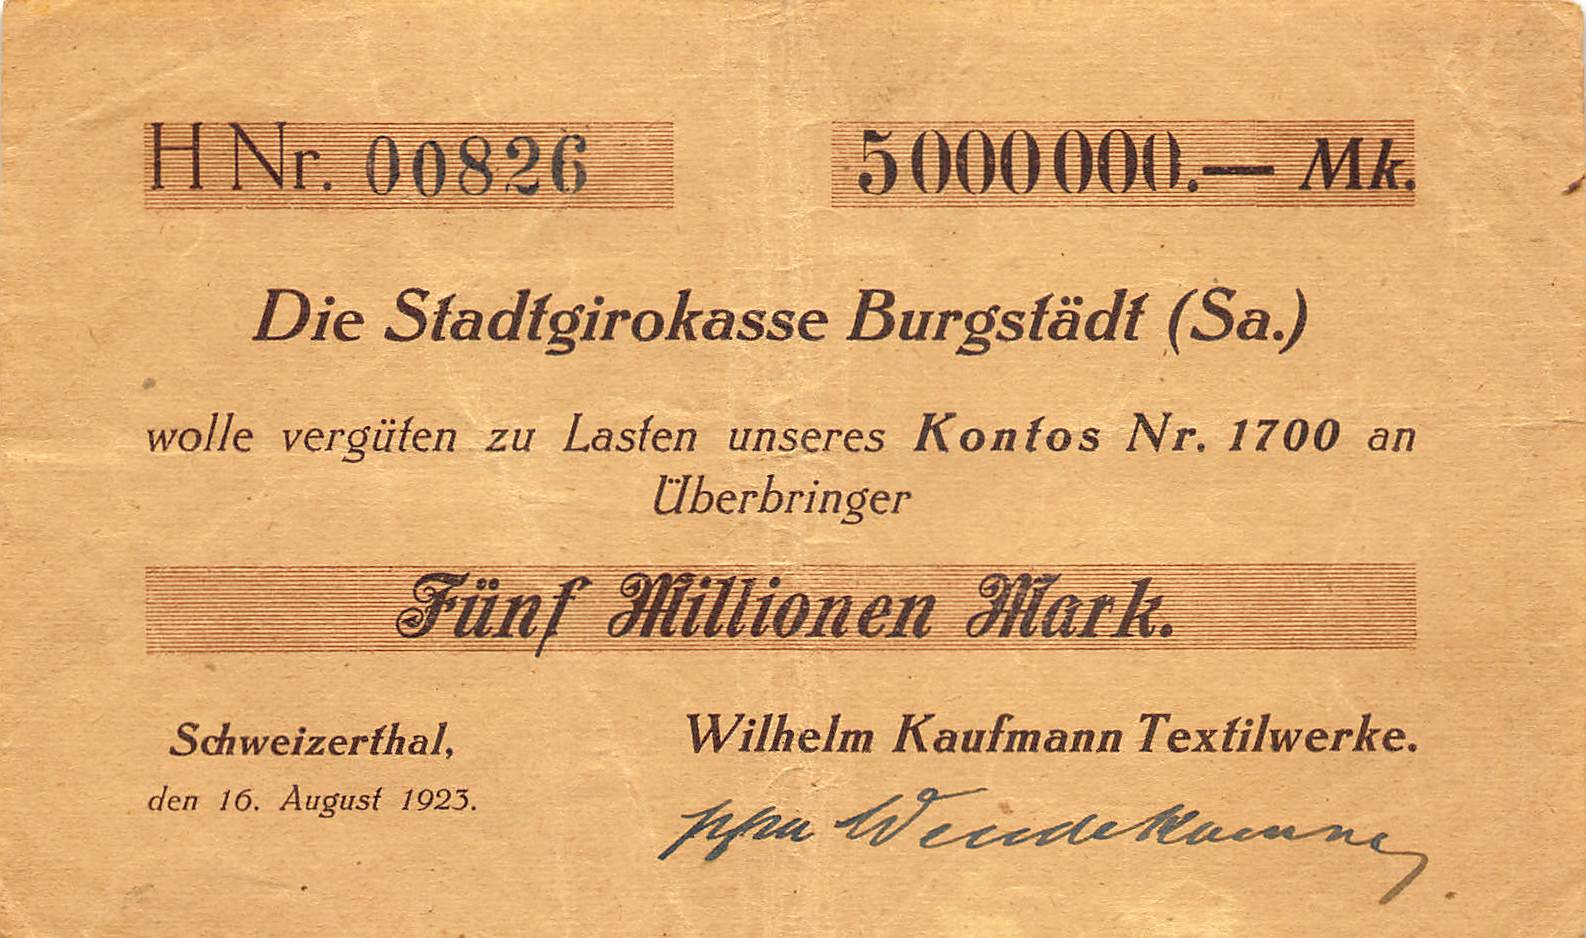 H Nr. 00826
5000000.— Mk.
Die Stadtgirokasse Burgstädt (Sa.)
wolle vergüten zu Lasten unseres Kontos Nr. 1700 an
Überbringer
Fünf Millionen Mark.
Schweizerthal,
Wilhelm Kaufmann Textilwerke.
den 16. August 1923.
ppa